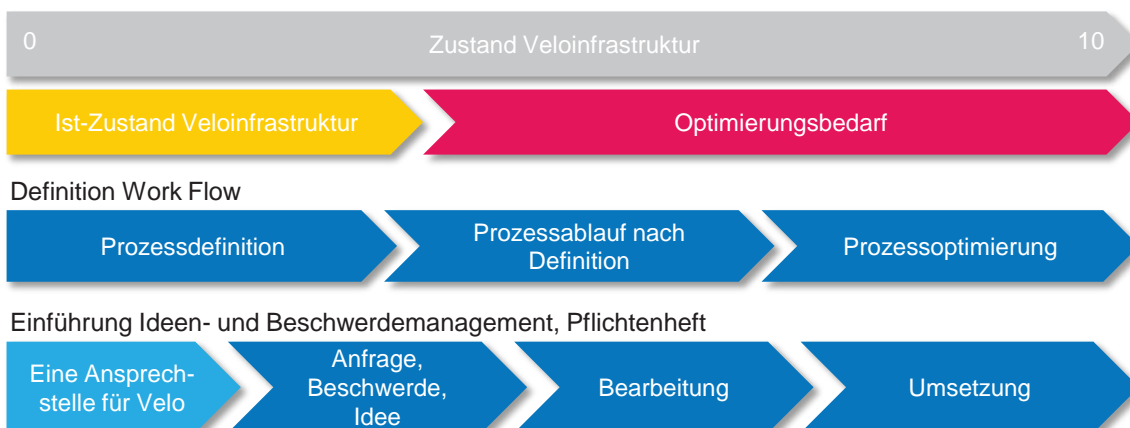 0 Zustand Veloinfrastruktur 10
Ist-Zustand Veloinfrastruktur Optimierungsbedarf
Definition Work Flow
Prozessdefinition
Prozessablauf nach
Definition
Prozessoptimierung
Einführung Ideen- und Beschwerdemanagement, Pflichtenheft
Eine Ansprech-
stelle für Velo
Anfrage,
Beschwerde,
Idee
Bearbeitung
Umsetzung